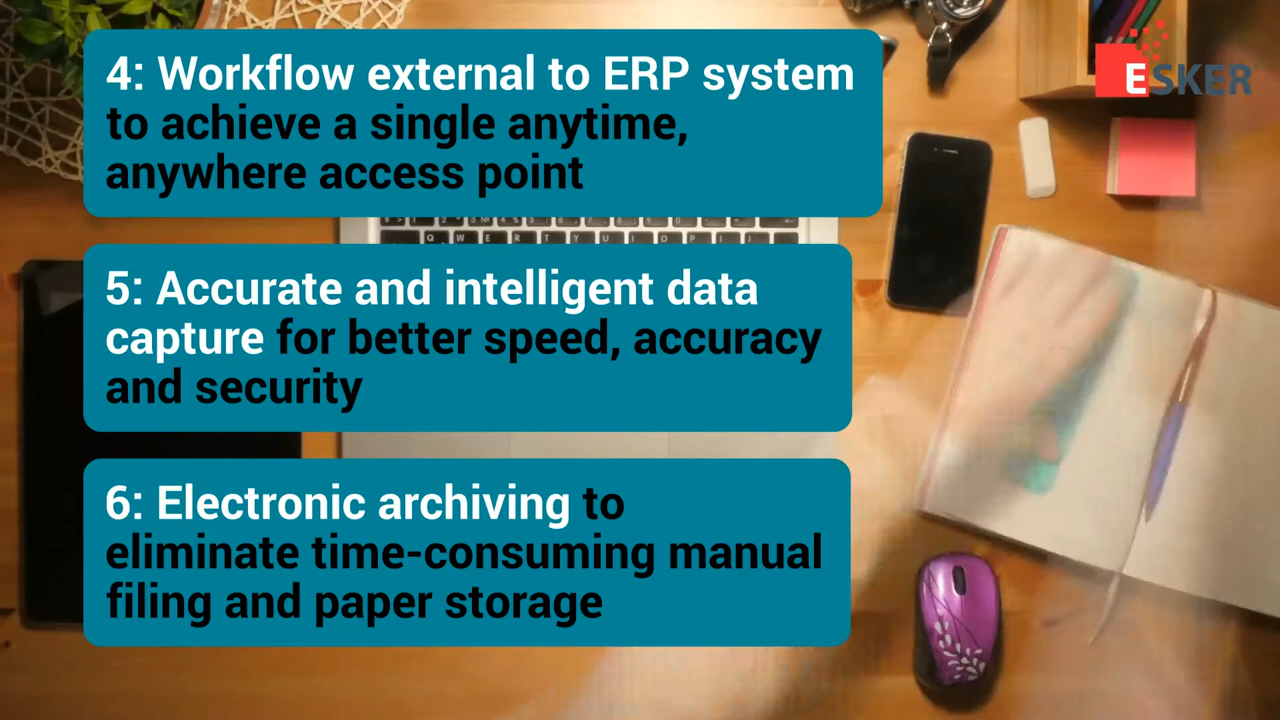 4: Workflow external to ERP system
to achieve a single anytime,
anywhere access point
5: Accurate and intelligent data
capture for better speed, accuracy
and security
6: Electronic archiving to
eliminate time-consuming manual
filing and paper storage
ESKER
Q W E R T Y U I O P